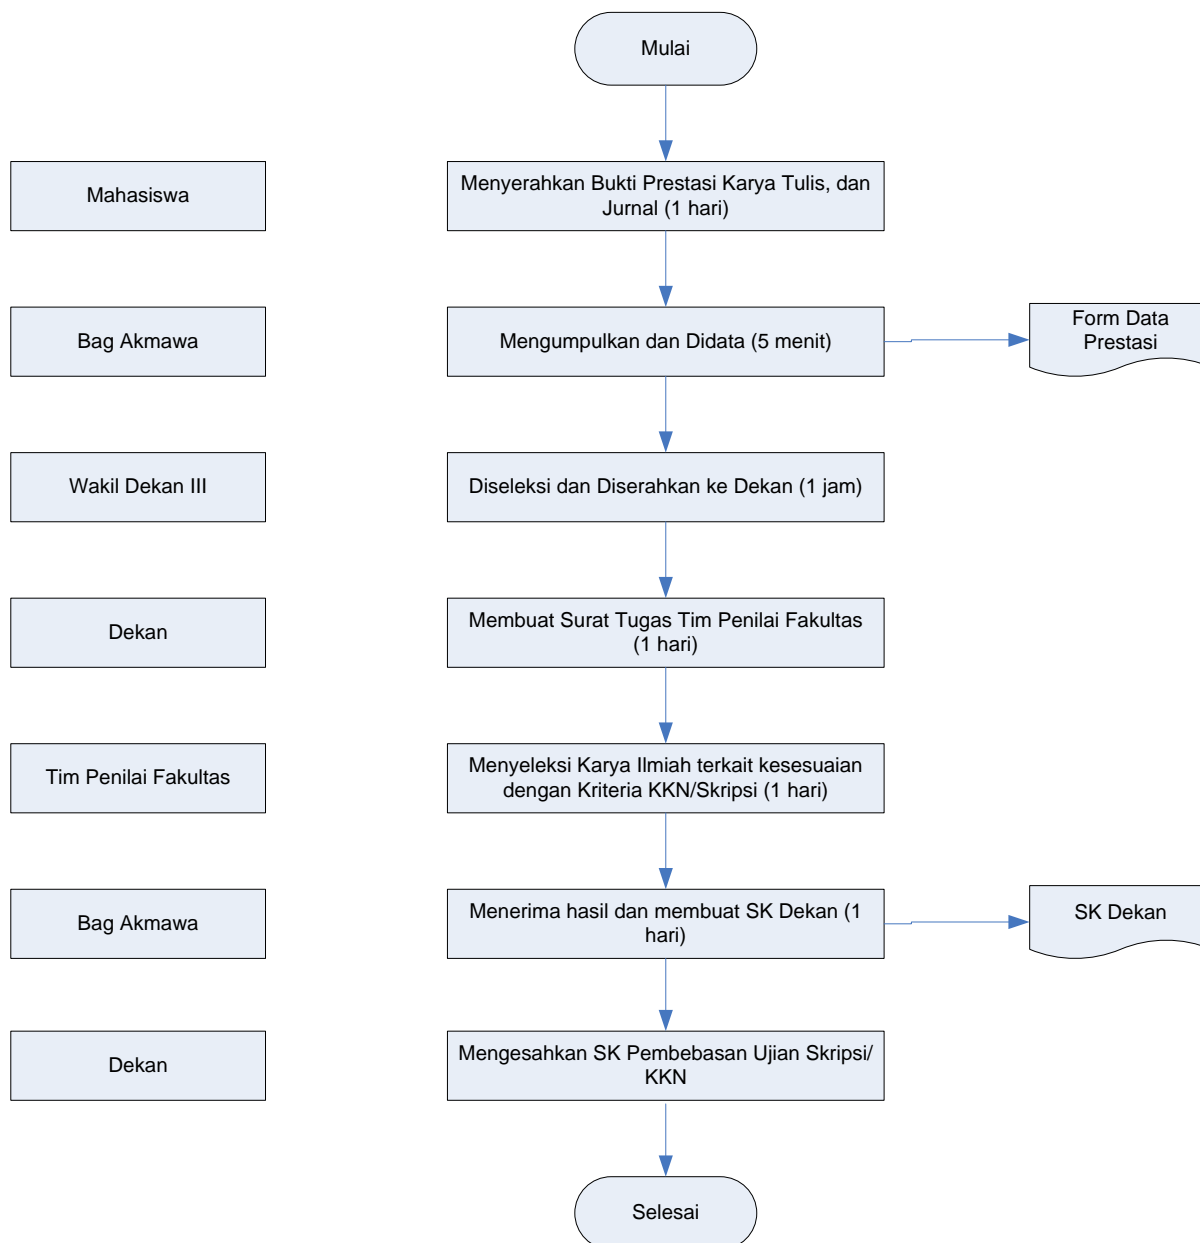 Mulai
Mahasiswa
Menyerahkan Bukti Prestasi Karya Tulis, dan
Jurnal (1 hari)
Bag Akmawa
Mengumpulkan dan Didata (5 menit)
Form Data
Prestasi
Wakil Dekan III
Diseleksi dan Diserahkan ke Dekan (1 jam)
Dekan
Membuat Surat Tugas Tim Penilai Fakultas
(1 hari)
Tim Penilai Fakultas
Menyeleksi Karya Ilmiah terkait kesesuaian
dengan Kriteria KKN/Skripsi (1 hari)
Bag Akmawa
Menerima hasil dan membuat SK Dekan (1
hari)
SK Dekan
Dekan
Mengesahkan SK Pembebasan Ujian Skripsi/
KKN
Selesai